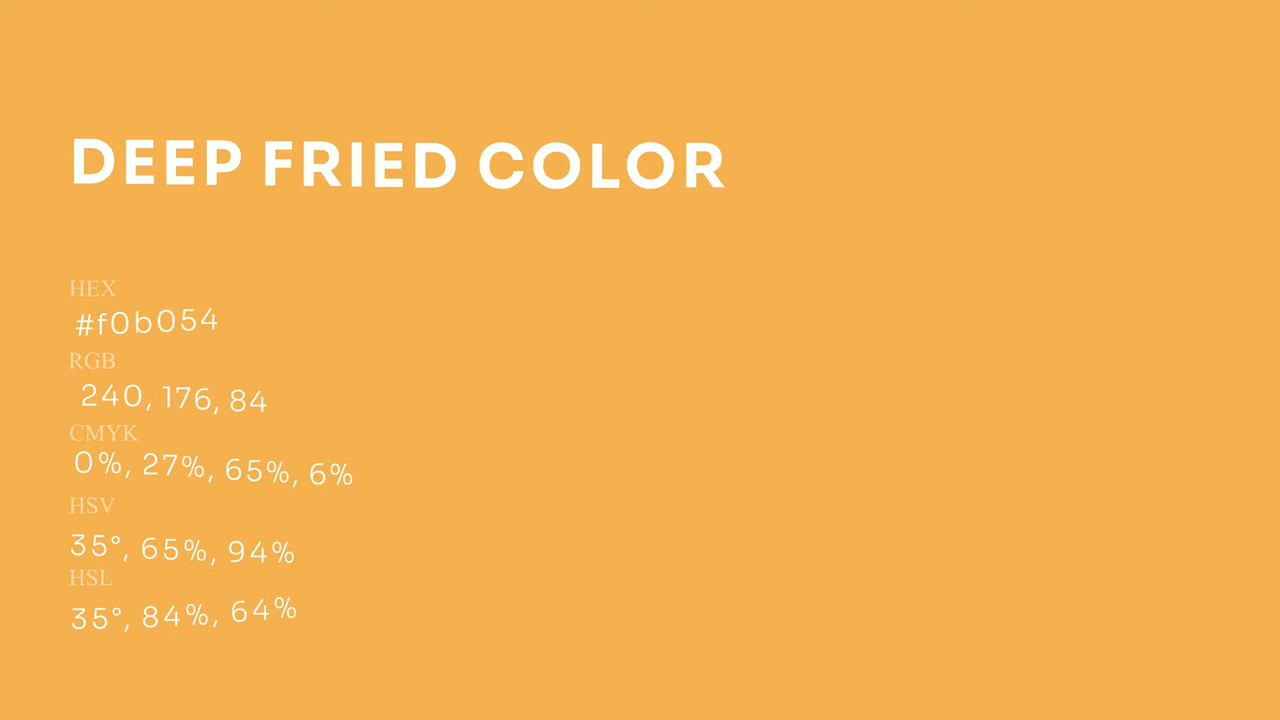 DEEP FRIED COLOR
HEX
#f0b054
RGB
240, 176, 84
CMYK
0%, 27%, 65%, 6%
HSV
35°, 65%, 94%
HSL
35°, 84%, 64%